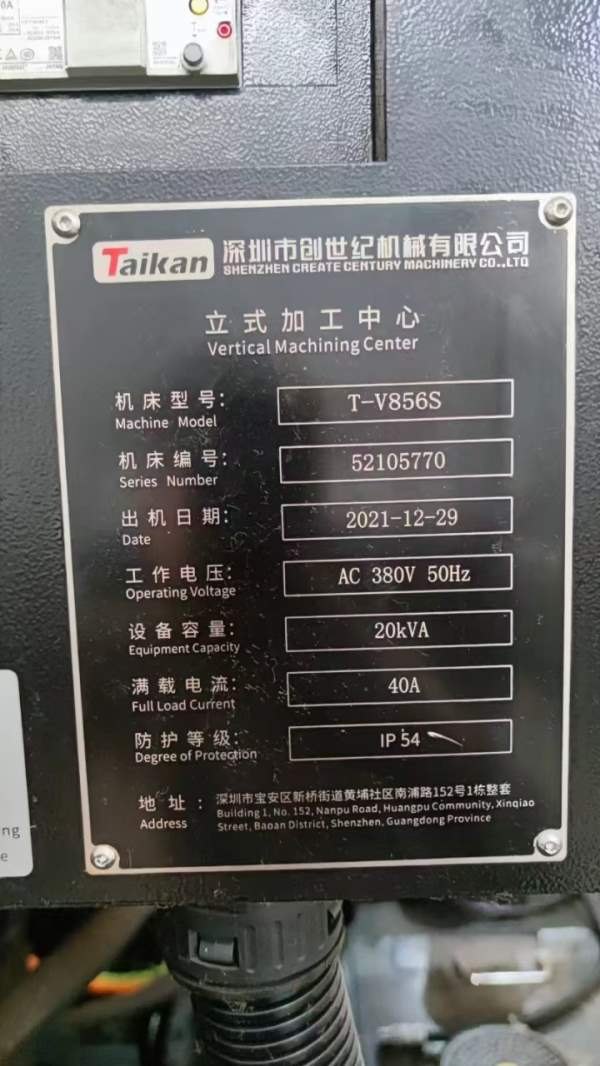 Taikan
深圳市创世纪机械有限公司
SHENZHEN CREATE CENTURY MACHINERY CO.,LTD
立式加工中心
Vertical Machining Center
机床型号: T-V856S
Machine Model
机床编号: 52105770
Series Number
出机日期: 2021-12-29
Date
工作电压: AC 380V 50Hz
Operating Voltage
设备容量: 20kVA
Equipment Capacity
满载电流: 40A
Full Load Current
防护等级: IP 54
Degree of Protection
地址: 深圳市宝安区新桥街道黄埔社区南浦路152号1栋整套
Address Building 1, No. 152, Nanpu Road, Huangpu Community, Xinqiao
Street, Baoan District, Shenzhen, Guangdong Province
ng
e